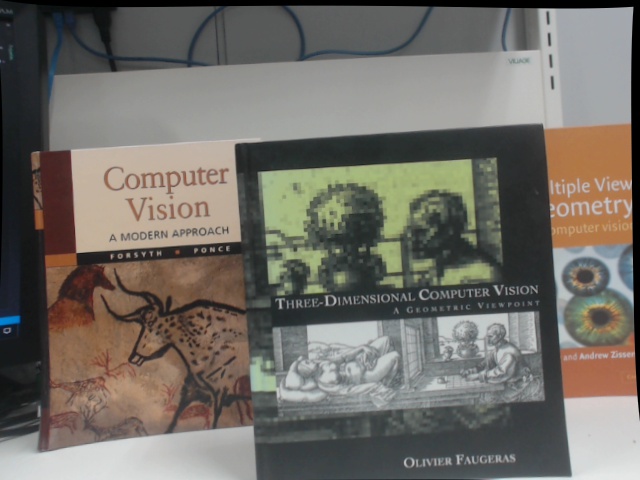 Computer
Vision
A MODERN APPROACH
FORSYTH PONCE
THREE-DIMENSIONAL COMPUTER VISION
A GEOMETRIC VIEWPOINT
OLIVIER FAUGERAS
ltiple View
eometry
omputer vision
and Andrew Zisser